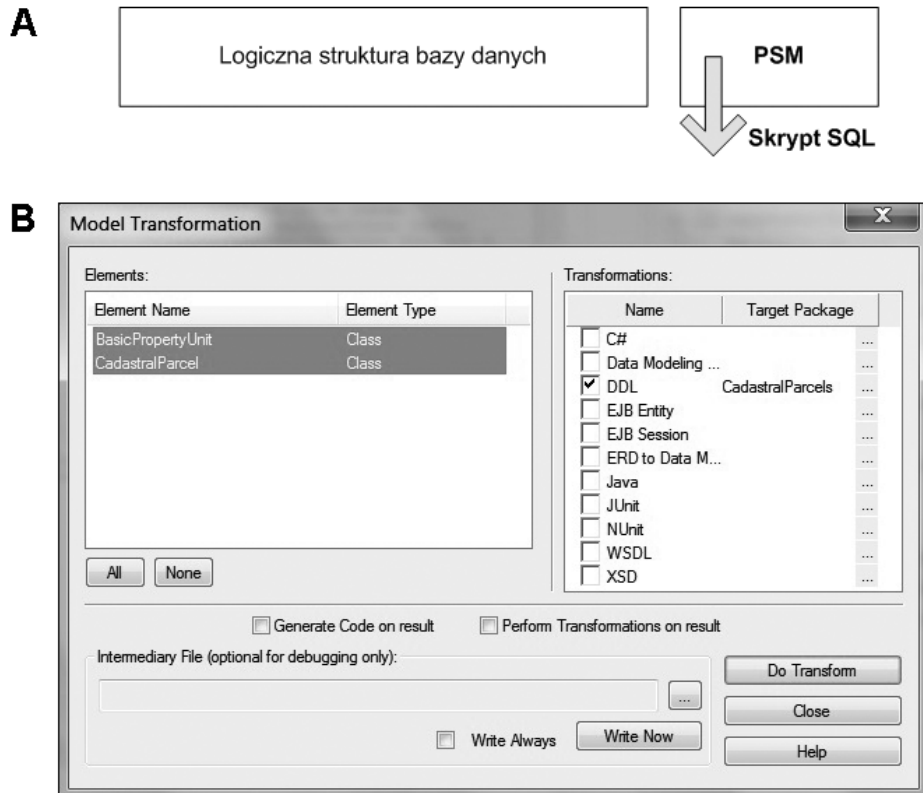 A
Logiczna struktura bazy danych
PSM
Skrypt SQL
B
Model Transformation
X
Elements:
Element Name Element Type
BasicPropertyUnit Class
CadastralParcel Class
All None
Transformations:
Name Target Package
C# ...
Data Modeling ... ...
DDL CadastralParcels ...
EJB Entity ...
EJB Session ...
ERD to Data M... ...
Java ...
JUnit ...
NUnit ...
WSDL ...
XSD ...
Generate Code on result Perform Transformations on result
Intermediary File (optional for debugging only):
...
Write Always Write Now
Do Transform
Close
Help